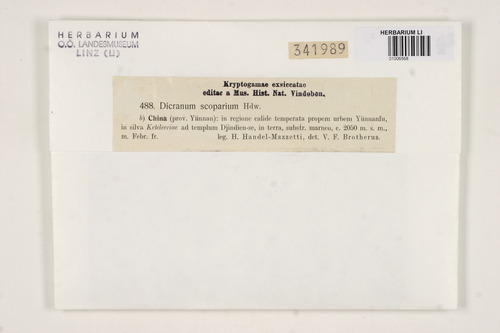 HERBARIUM
O.Ö. LANDESMUSEUM
LINZ (LI)
341989
HERBARIUM LI
Kryptogamae exsiccatae
editae a Mus. Hist. Nat. Vindobon.
488. Dicranum scoparium Hdw.
b) China (prov. Yünnan): in regione calide temperata propem urbem Yünnanfu,
in silva Keteleeriae ad templum Djindien-se, in terra, substr. marneo, c. 2050 m. s. m.,
m. Febr. fr. leg. H. Handel-Mazzetti, det. V. F. Brotherus.